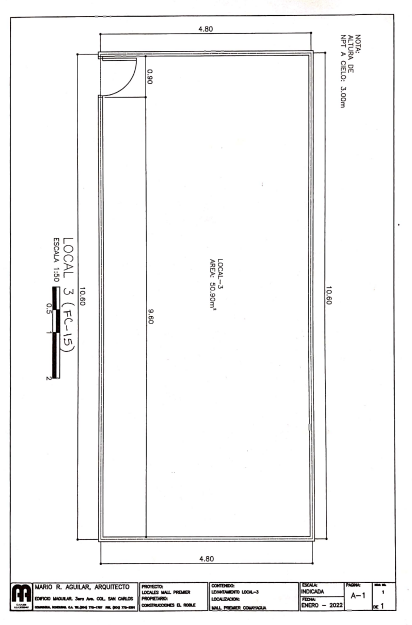 4.80
NOTA:
ALTURA DE
NPT A CIELO: 3.00m
0.90
LOCAL-3
AREA: 50.90m²
10.60
10.60
9.60
LOCAL 3 (FC-15)
ESCALA 1:50
0.5
1
2
4.80
MARIO R. AGUILAR, ARQUITECTO
EDIFICIO MAGUILAR, 3era Ave. COL. SAN CARLOS
PROYECTO:
LOCALES MALL PREMIER
PROPIETARIO:
CONSTRUCCIONES EL ROBLE
CONTENIDO:
LEVANTAMIENTO LOCAL-3
LOCALIZACION:
MALL PREMIER COMAYAGUA
ESCALA:
INDICADA
FECHA:
ENERO - 2022
PAGINA:
A-1
1
DE 1